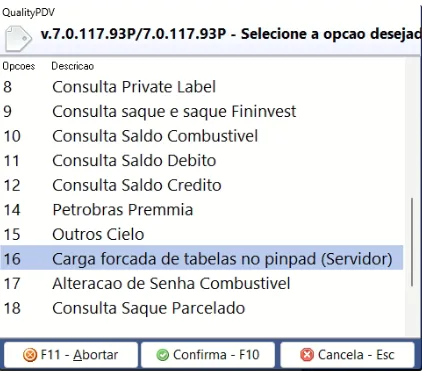 QualityPDV
v.7.0.117.93P/7.0.117.93P - Selecione a opcao desejad
Opcoes Descricao
8 Consulta Private Label
9 Consulta saque e saque Fininvest
10 Consulta Saldo Combustivel
11 Consulta Saldo Debito
12 Consulta Saldo Credito
14 Petrobras Premmia
15 Outros Cielo
16 Carga forcada de tabelas no pinpad (Servidor)
17 Alteracao de Senha Combustivel
18 Consulta Saque Parcelado
F11 - Abortar Confirma - F10 Cancela - Esc